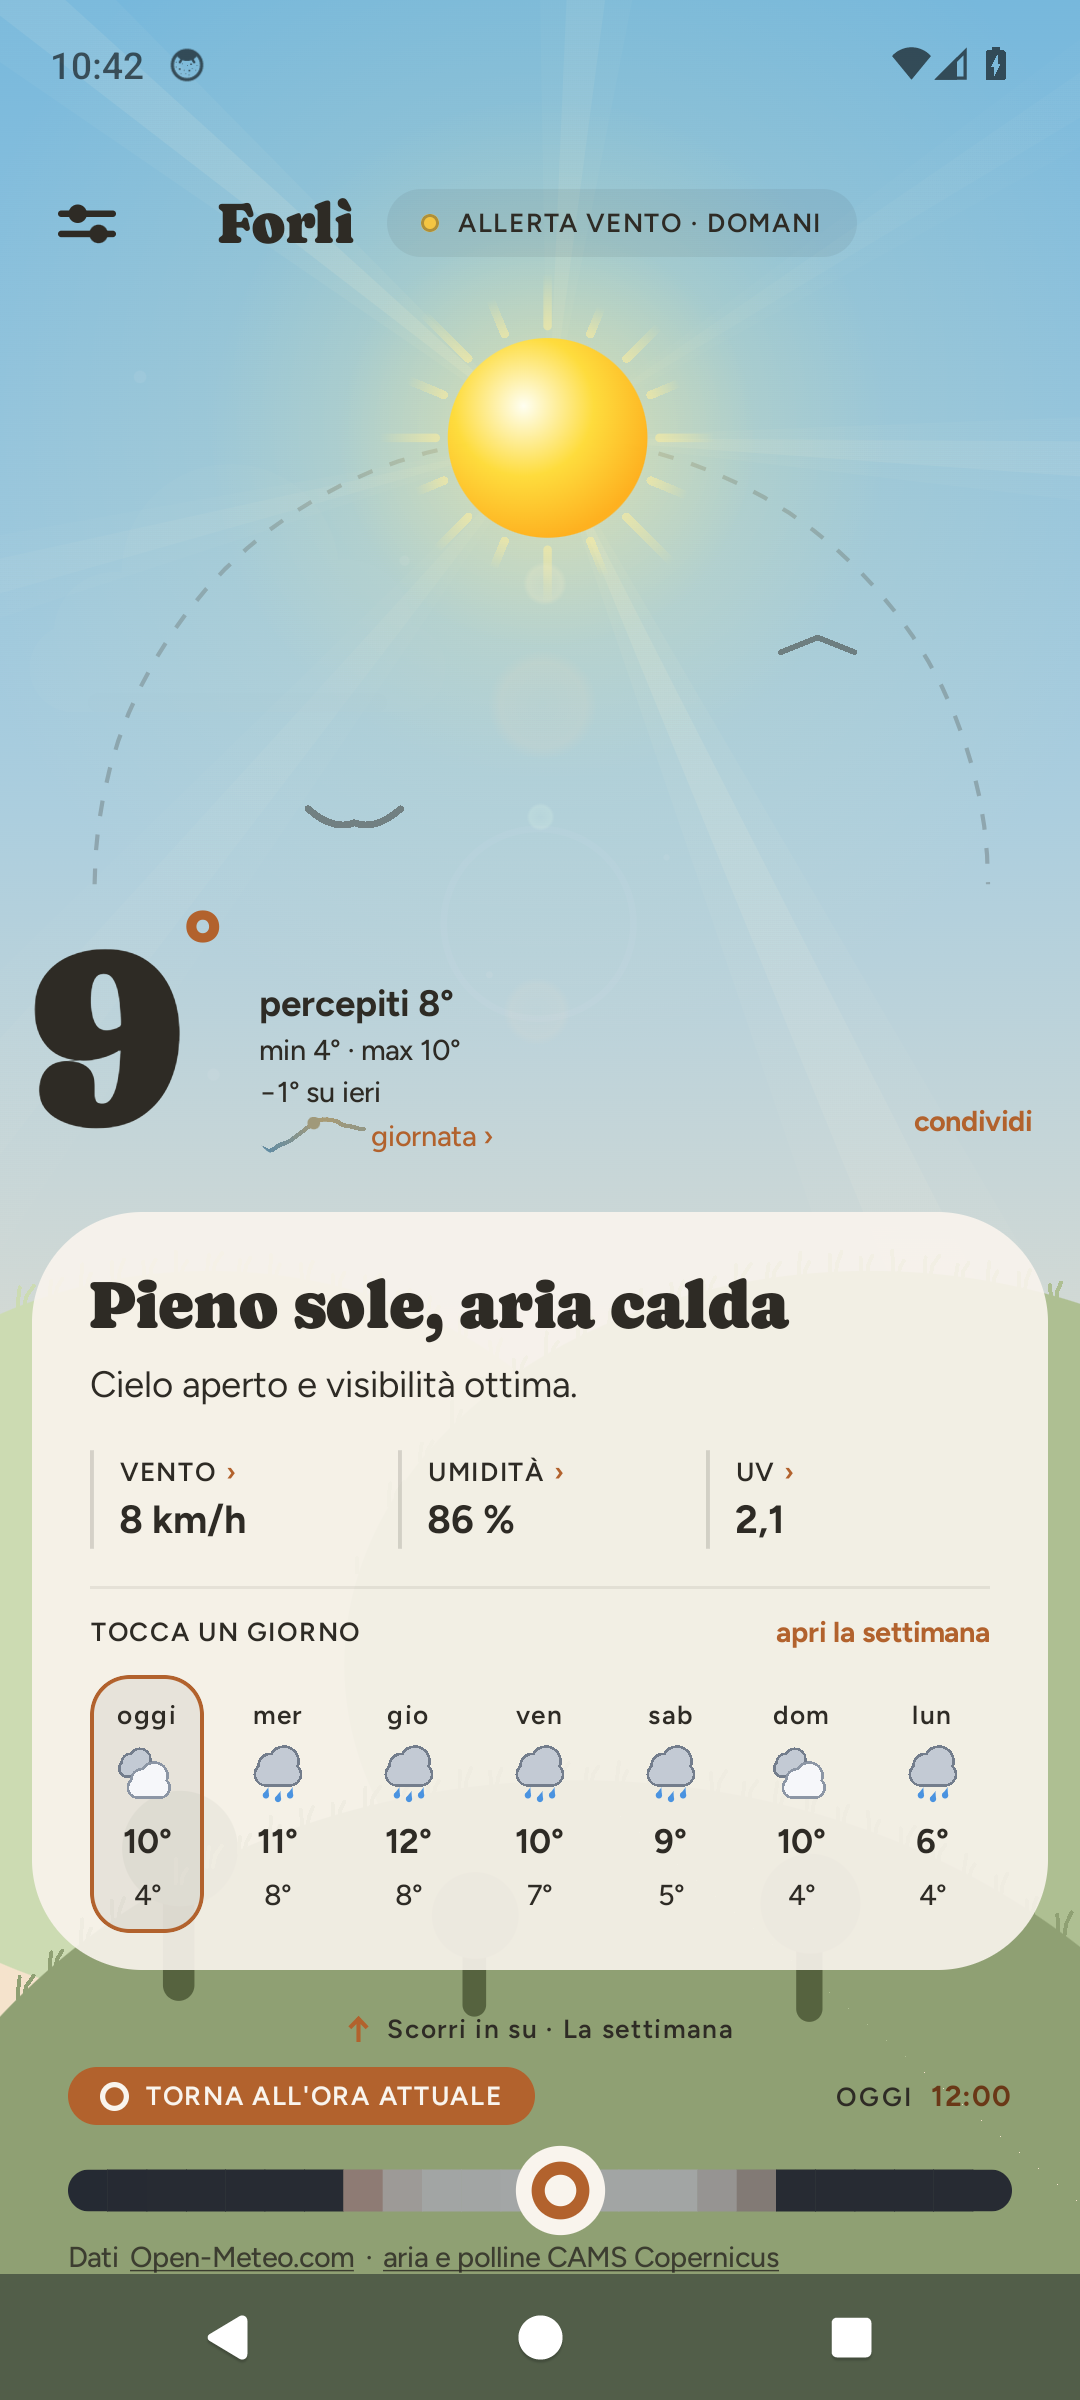 10:42
Forlì
ALLERTA VENTO · DOMANI
9°
percepiti 8°
min 4° · max 10°
−1° su ieri
giornata ›
condividi
Pieno sole, aria calda
Cielo aperto e visibilità ottima.
VENTO › UMIDITÀ › UV ›
8 km/h 86 % 2,1
TOCCA UN GIORNO apri la settimana
oggi mer gio ven sab dom lun
10° 11° 12° 10° 9° 10° 6°
4° 8° 8° 7° 5° 4° 4°
↑ Scorri in su · La settimana
TORNA ALL'ORA ATTUALE OGGI 12:00
Dati Open-Meteo.com · aria e polline CAMS Copernicus